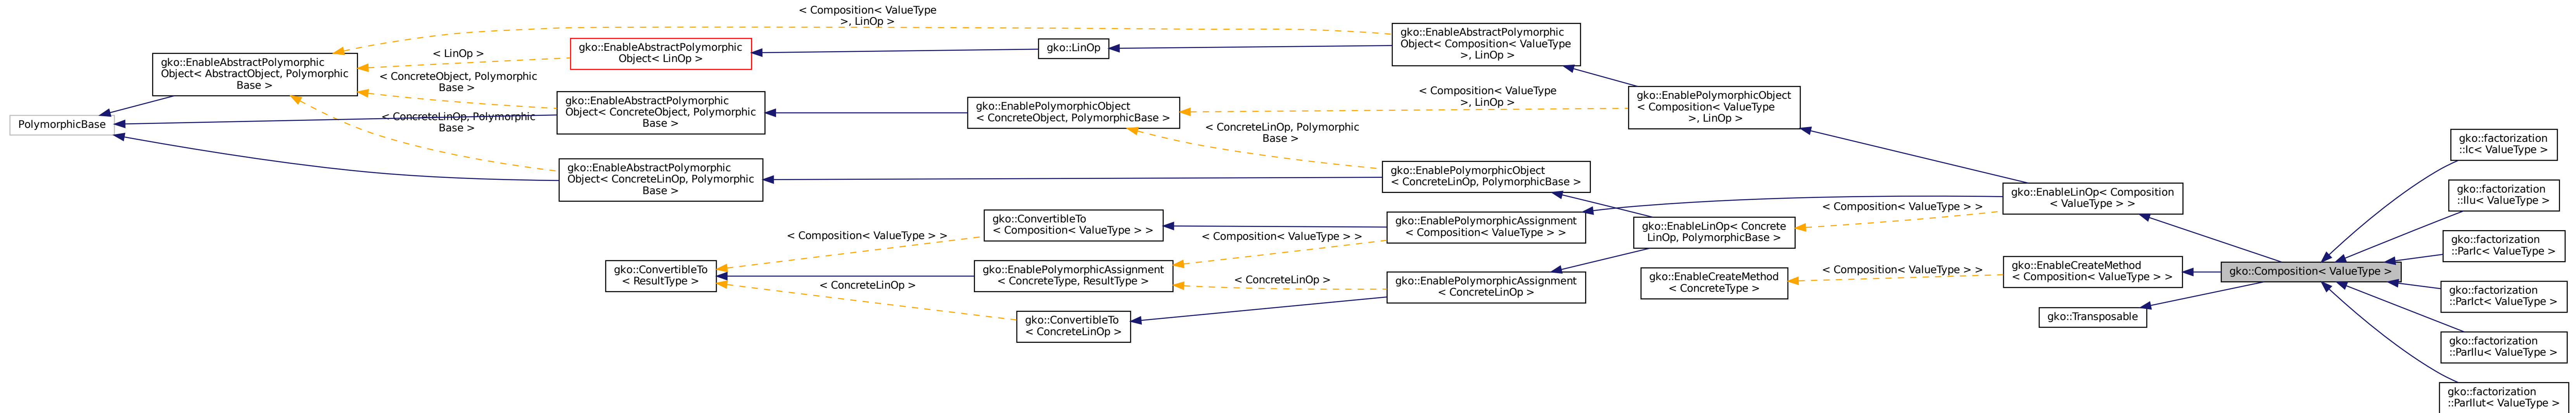 < Composition< ValueType
>, LinOp >
gko::EnableAbstractPolymorphic
Object< Composition< ValueType
>, LinOp >
gko::EnableAbstractPolymorphic
Object< LinOp >
gko::LinOp
< LinOp >
gko::EnableAbstractPolymorphic
Object< AbstractObject, Polymorphic
Base >
< ConcreteObject, Polymorphic
Base >
gko::EnableAbstractPolymorphic
Object< ConcreteObject, Polymorphic
Base >
gko::EnablePolymorphicObject
< ConcreteObject, PolymorphicBase >
< Composition< ValueType
>, LinOp >
gko::EnablePolymorphicObject
< Composition< ValueType
>, LinOp >
PolymorphicBase
< ConcreteLinOp, Polymorphic
Base >
< ConcreteLinOp, Polymorphic
Base >
gko::EnableAbstractPolymorphic
Object< ConcreteLinOp, Polymorphic
Base >
gko::EnablePolymorphicObject
< ConcreteLinOp, PolymorphicBase >
gko::EnableLinOp< Composition
< ValueType > >
gko::ConvertibleTo
< Composition< ValueType > >
gko::EnablePolymorphicAssignment
< Composition< ValueType > >
gko::EnableLinOp< Concrete
LinOp, PolymorphicBase >
< Composition< ValueType > >
< Composition< ValueType > >
< Composition< ValueType > >
gko::ConvertibleTo
< ResultType >
gko::EnablePolymorphicAssignment
< ConcreteType, ResultType >
< ConcreteLinOp >
< ConcreteLinOp >
gko::EnablePolymorphicAssignment
< ConcreteLinOp >
gko::ConvertibleTo
< ConcreteLinOp >
gko::EnableCreateMethod
< ConcreteType >
< Composition< ValueType > >
gko::EnableCreateMethod
< Composition< ValueType > >
gko::Transposable
gko::Composition< ValueType >
gko::factorization
::Ic< ValueType >
gko::factorization
::Ilu< ValueType >
gko::factorization
::ParIc< ValueType >
gko::factorization
::ParIct< ValueType >
gko::factorization
::ParIlu< ValueType >
gko::factorization
::ParIlut< ValueType >